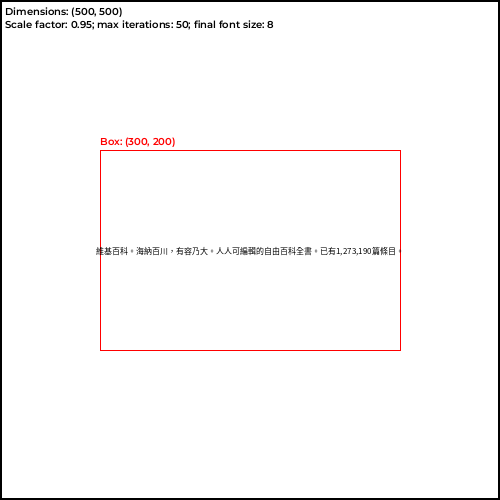 Dimensions: (500, 500)
Scale factor: 0.95; max iterations: 50; final font size: 8
Box: (300, 200)
維基百科。海納百川，有容乃大。人人可編輯的自由百科全書。已有1,273,190篇條目。